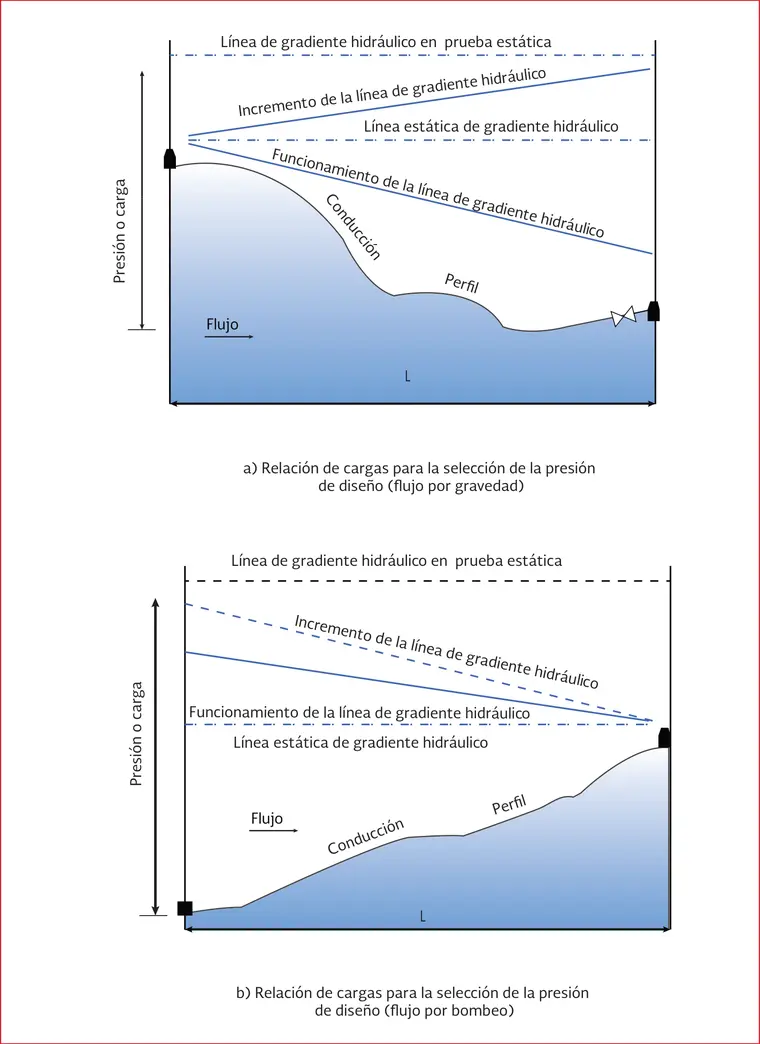 Línea de gradiente hidráulico en prueba estática
Incremento de la línea de gradiente hidráulico
Línea estática de gradiente hidráulico
Funcionamiento de la línea de gradiente hidráulico
Conducción
Presión o carga
Perfil
Flujo
L
a) Relación de cargas para la selección de la presión
de diseño (flujo por gravedad)
Línea de gradiente hidráulico en prueba estática
Incremento de la línea de gradiente hidráulico
Funcionamiento de la línea de gradiente hidráulico
Línea estática de gradiente hidráulico
Presión o carga
Flujo
Perfil
Conducción
L
b) Relación de cargas para la selección de la presión
de diseño (flujo por bombeo)